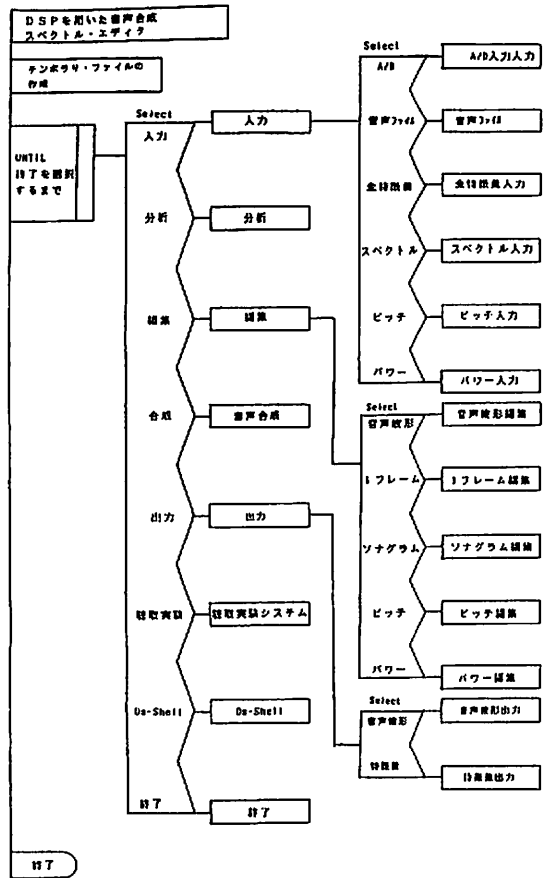 DSPを用いた音声合成
スペクトル・エディタ
テンポラリ・ファイルの
作成
UNTIL
終了を選択
するまで
Select
入力
入力
分析
分析
編集
編集
合成
音声合成
出力
出力
聴取実験
聴取実験システム
Os-Shell
Os-Shell
終了
終了
Select
A/D
A/D入力入力
音声ファイル
音声ファイル
全特徴量
全特徴量入力
スペクトル
スペクトル入力
ピッチ
ピッチ入力
パワー
パワー入力
Select
音声波形
音声波形編集
1フレーム
1フレーム編集
ソナグラム
ソナグラム編集
ピッチ
ピッチ編集
パワー
パワー編集
Select
音声波形
音声波形出力
特徴量
特徴量出力
終了